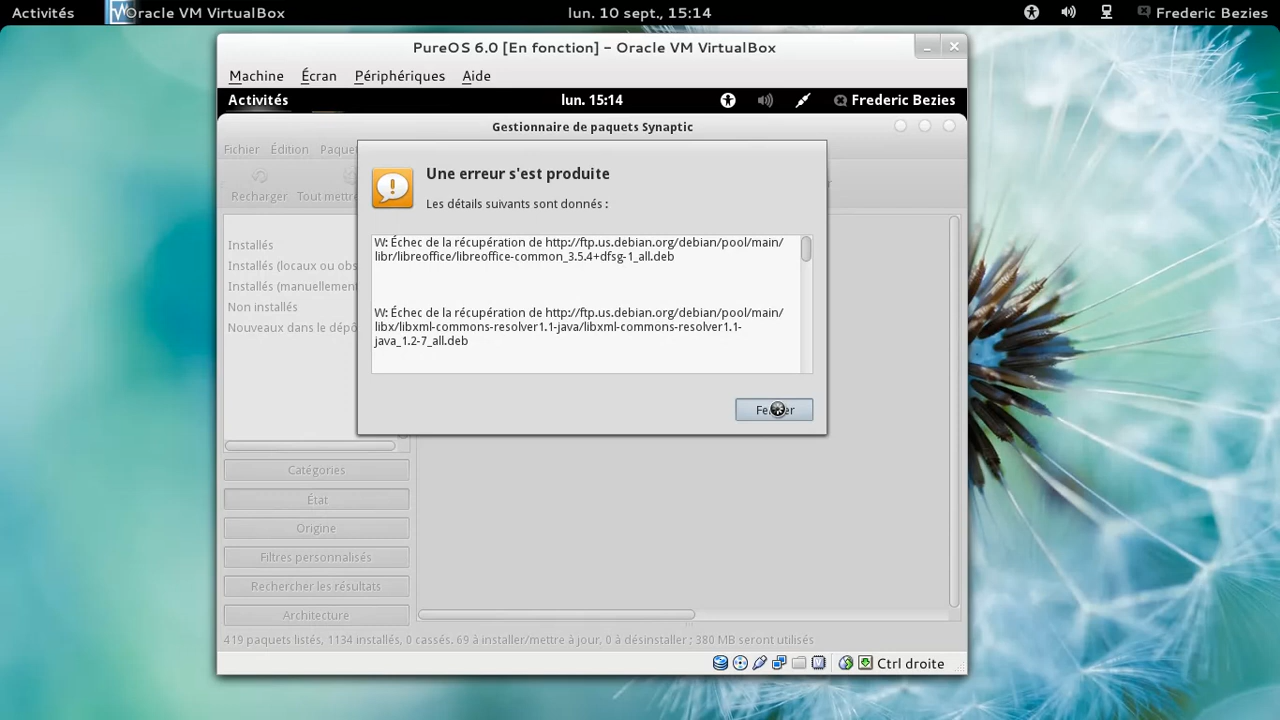 Activités
Oracle VM VirtualBox
lun. 10 sept., 15:14
Frederic Bezies
PureOS 6.0 [En fonction] - Oracle VM VirtualBox
Machine
Écran
Périphériques
Aide
Activités
lun. 15:14
Frederic Bezies
Gestionnaire de paquets Synaptic
Fichier
Édition
Recharger
Une erreur s'est produite
Les détails suivants sont donnés :
W: Échec de la récupération de http://ftp.us.debian.org/debian/pool/main/
libr/libreoffice/libreoffice-common_3.5.4+dfsg-1_all.deb
W: Échec de la récupération de http://ftp.us.debian.org/debian/pool/main/
libx/libxml-commons-resolver1.1-java/libxml-commons-resolver1.1-
java_1.2-7_all.deb
Installés
Installés (locaux ou obs
Installés (manuellement
Non installés
Nouveaux dans le dépô
Catégories
État
Origine
Filtres personnalisés
Rechercher les résultats
Architecture
419 paquets listés, 1134 installés, 0 cassés. 69 à installer/mettre à jour, 0 à désinstaller ; 380 MB seront utilisés
Ctrl droite